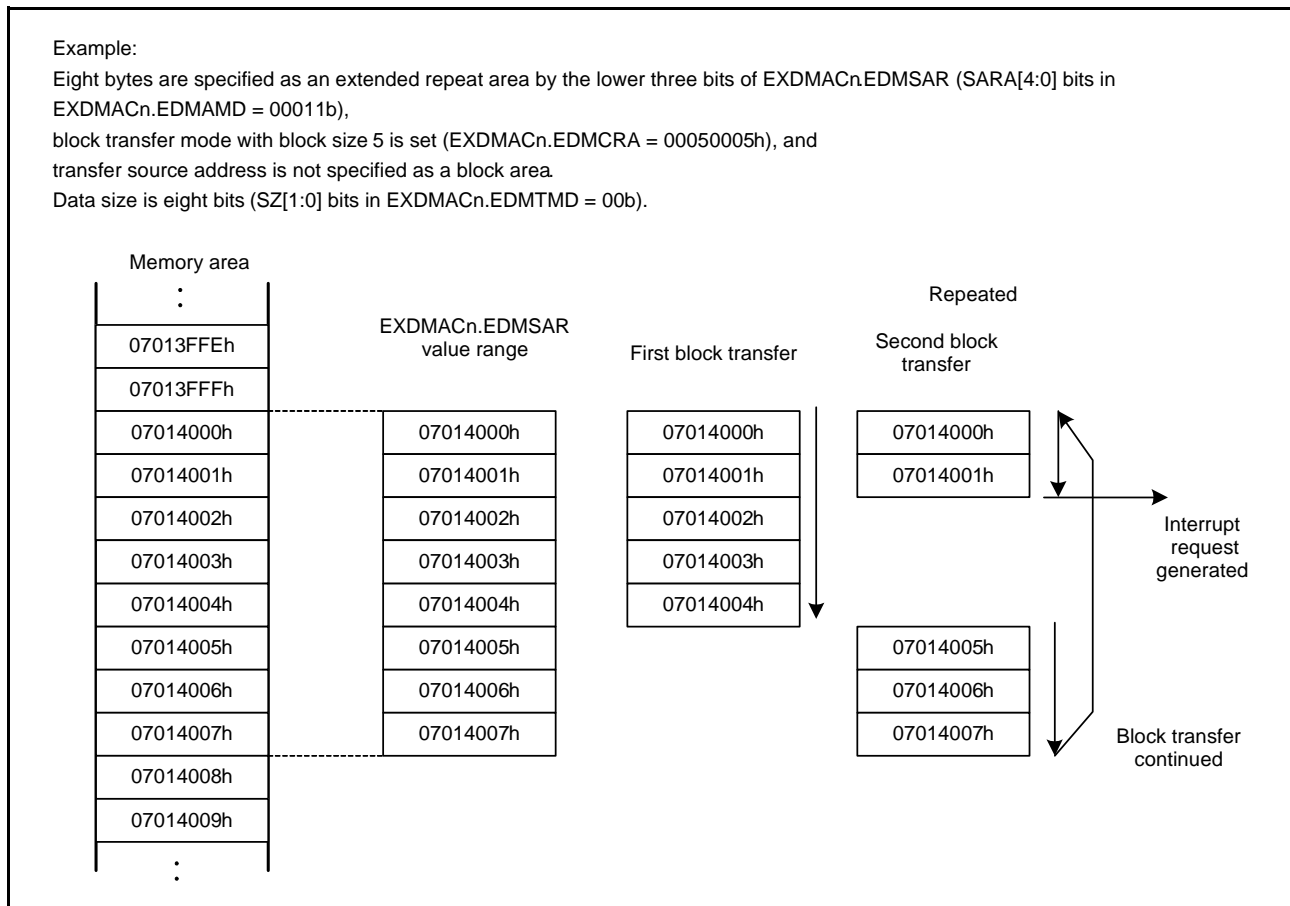 Example:
Eight bytes are specified as an extended repeat area by the lower three bits of EXDMACn.EDMSAR (SARA[4:0] bits in
EXDMACn.EDMAMD = 00011b),
block transfer mode with block size 5 is set (EXDMACn.EDMCRA = 00050005h), and
transfer source address is not specified as a block area.
Data size is eight bits (SZ[1:0] bits in EXDMACn.EDMTMD = 00b).
Memory area
:
07013FFEh
07013FFFh
07014000h
07014001h
07014002h
07014003h
07014004h
07014005h
07014006h
07014007h
07014008h
07014009h
:
EXDMACn.EDMSAR
value range
07014000h
07014001h
07014002h
07014003h
07014004h
07014005h
07014006h
07014007h
First block transfer
07014000h
07014001h
07014002h
07014003h
07014004h
Repeated
Second block
transfer
07014000h
07014001h
07014005h
07014006h
07014007h
Interrupt
request
generated
Block transfer
continued